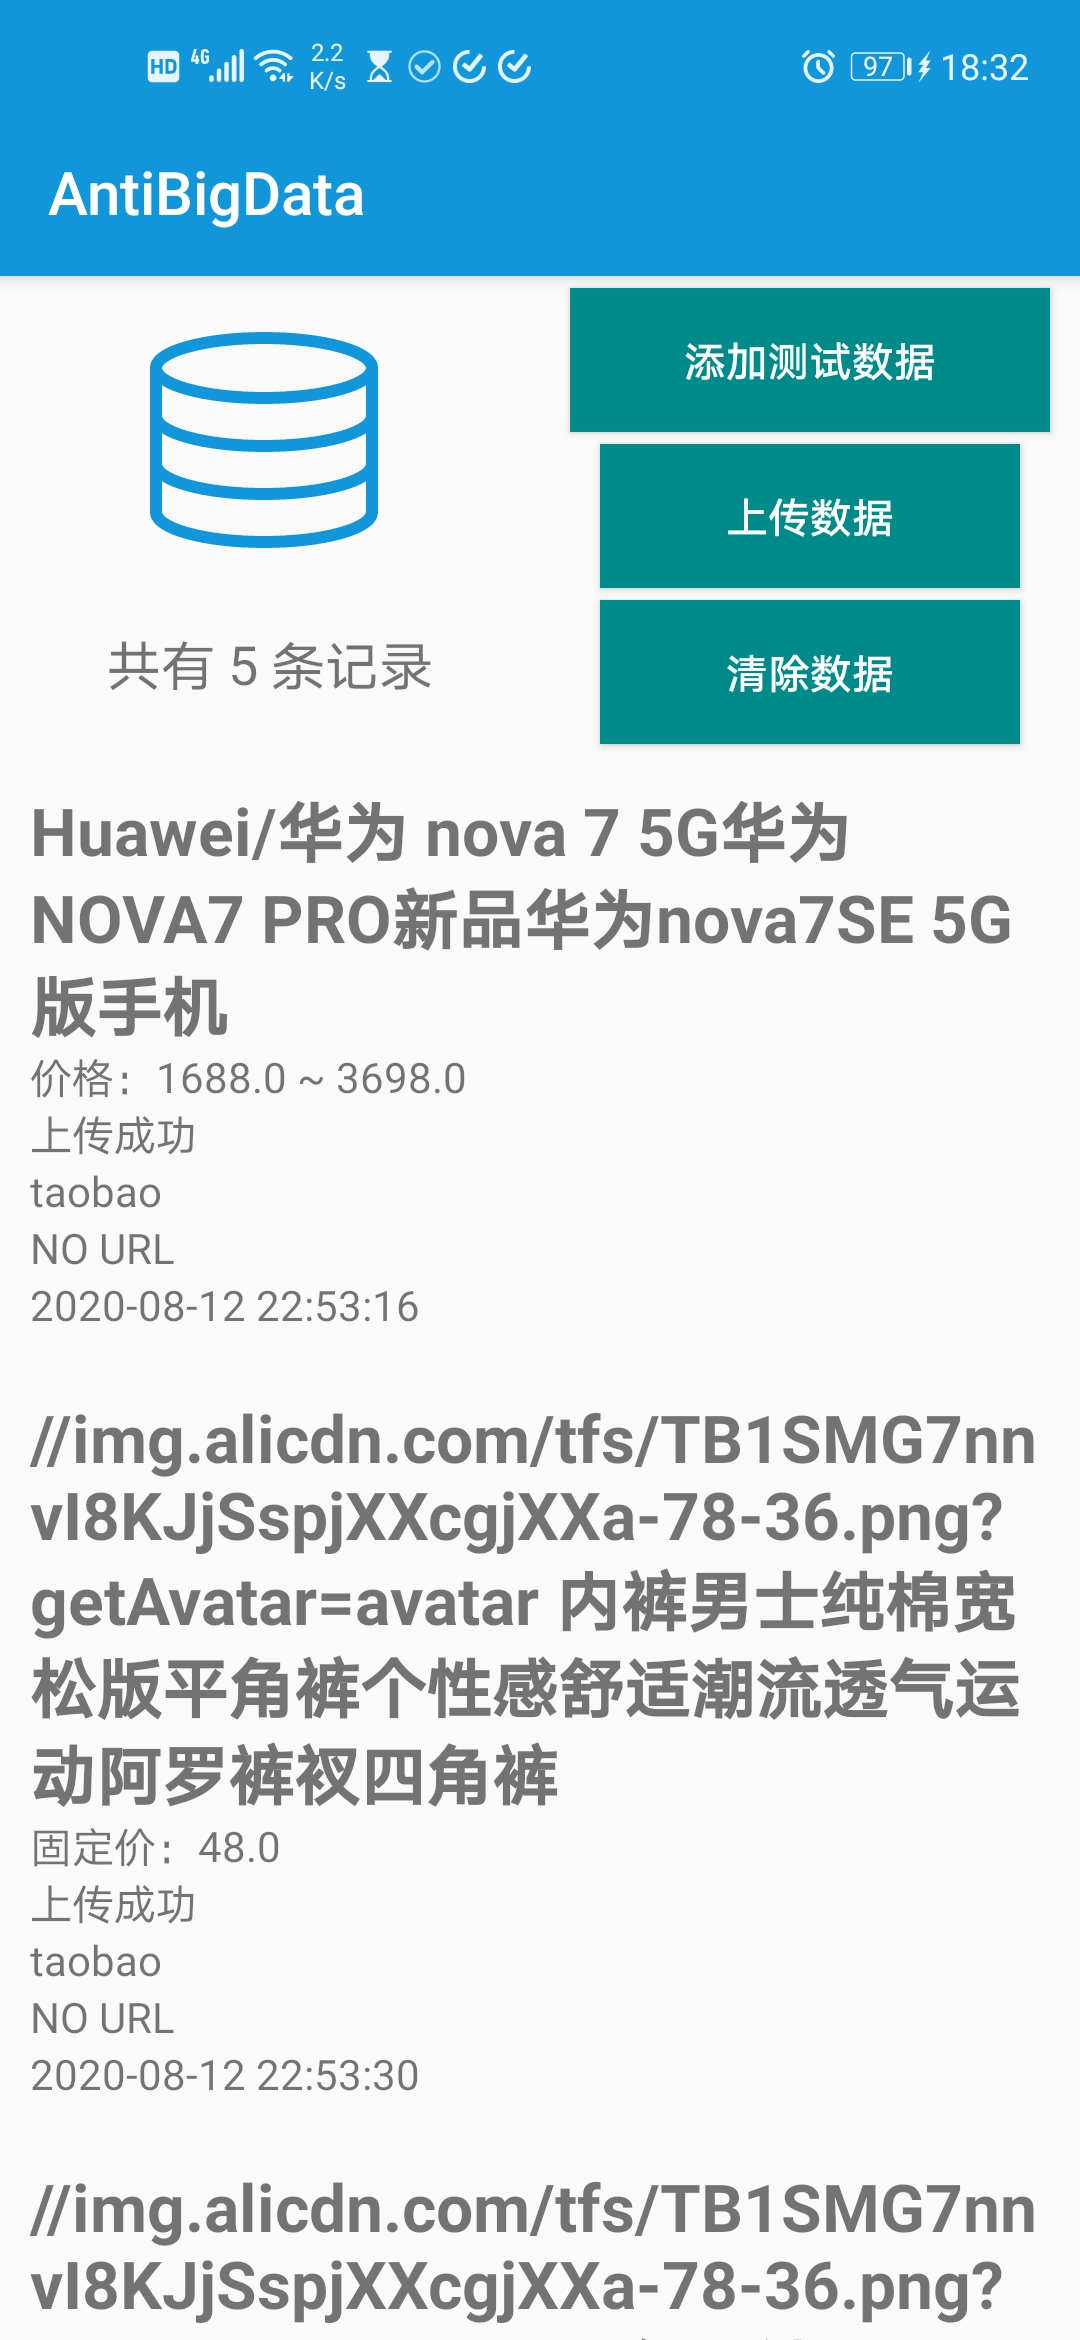 HD 4G 2.2 K/s 97 18:32
AntiBigData
添加测试数据
上传数据
清除数据
共有 5 条记录
Huawei/华为 nova 7 5G华为
NOVA7 PRO新品华为nova7SE 5G
版手机
价格：1688.0 ~ 3698.0
上传成功
taobao
NO URL
2020-08-12 22:53:16
//img.alicdn.com/tfs/TB1SMG7nn
vI8KJjSspjXXcgjXXa-78-36.png?
getAvatar=avatar 内裤男士纯棉宽
松版平角裤个性感舒适潮流透气运
动阿罗裤衩四角裤
固定价：48.0
上传成功
taobao
NO URL
2020-08-12 22:53:30
//img.alicdn.com/tfs/TB1SMG7nn
vI8KJjSspjXXcgjXXa-78-36.png?